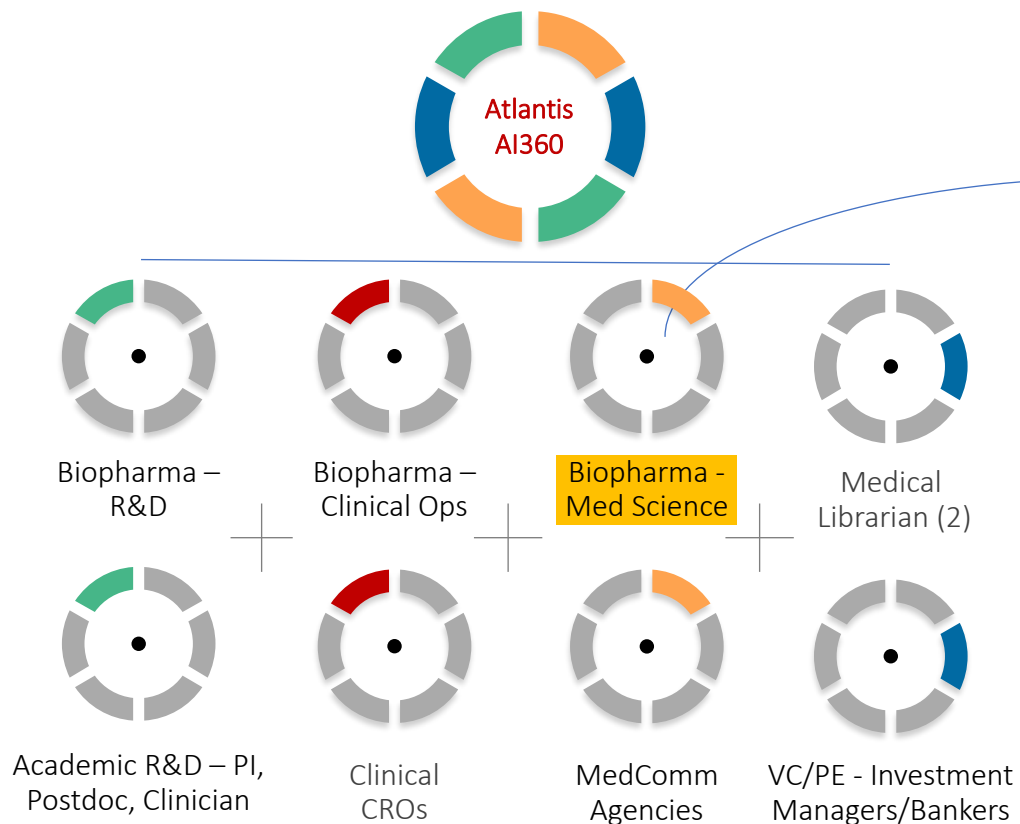 Atlantis
AI360
Biopharma –
R&D
Biopharma –
Clinical Ops
Biopharma -
Med Science
Medical
Librarian (2)
Academic R&D – PI,
Postdoc, Clinician
Clinical
CROs
MedComm
Agencies
VC/PE - Investment
Managers/Bankers